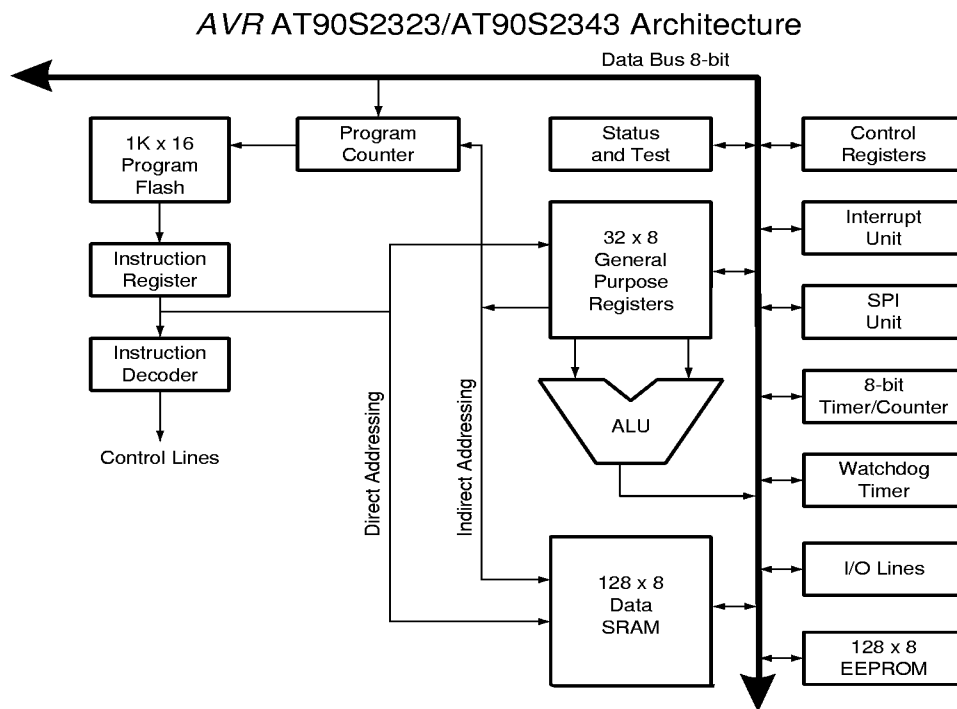 AVR AT90S2323/AT90S2343 Architecture
Data Bus 8-bit
1K x 16
Program
Flash
Program
Counter
Status
and Test
Control
Registers
Instruction
Register
32 x 8
General
Purpose
Registers
Interrupt
Unit
SPI
Unit
Instruction
Decoder
Control Lines
Direct Addressing
Indirect Addressing
ALU
8-bit
Timer/Counter
Watchdog
Timer
128 x 8
Data
SRAM
I/O Lines
128 x 8
EEPROM